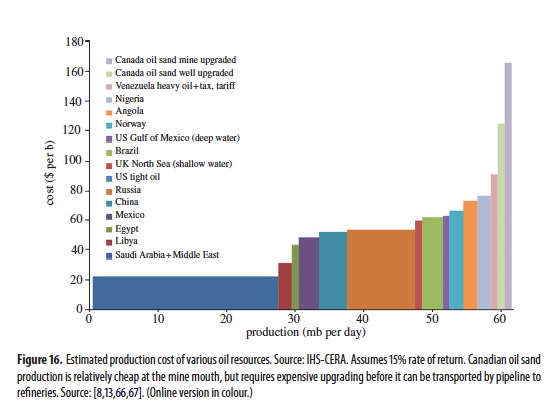 180
160
140
120
100
80
60
40
20
0
cost ($ per b)
Canada oil sand mine upgraded
Canada oil sand well upgraded
Venezuela heavy oil+tax, tariff
Nigeria
Angola
Norway
US Gulf of Mexico (deep water)
Brazil
UK North Sea (shallow water)
US tight oil
Russia
China
Mexico
Egypt
Libya
Saudi Arabia+Middle East
0 10 20 30 40 50 60
production (mb per day)
Figure 16. Estimated production cost of various oil resources. Source: IHS-CERA. Assumes 15% rate of return. Canadian oil sand
production is relatively cheap at the mine mouth, but requires expensive upgrading before it can be transported by pipeline to
refineries. Source: [8,13,66,67]. (Online version in colour.)